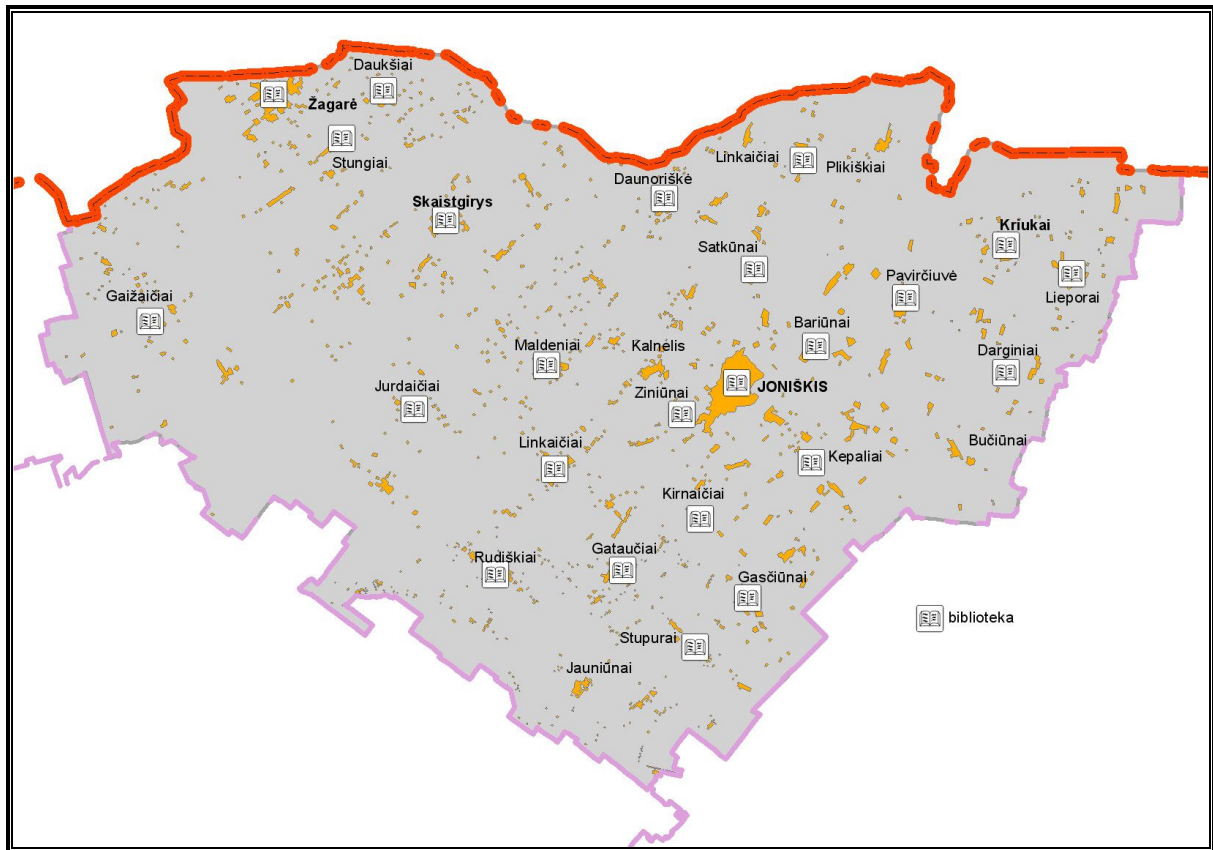 Daukšiai
Žagarė
Stungiai
Linkaičiai
Plikiškiai
Daunoriškė
Skaistgirys
Kriukai
Satkūnai
Pavirčiuvė
Lieporai
Gaižaičiai
Bariūnai
Maldeniai
Kalnelis
Darginiai
Jurdaičiai
Ziniūnai
JONIŠKIS
Linkaičiai
Bučiūnai
Kepaliai
Kirnaičiai
Rudiškiai
Gataučiai
Gasčiūnai
biblioteka
Stupurai
Jauniūnai